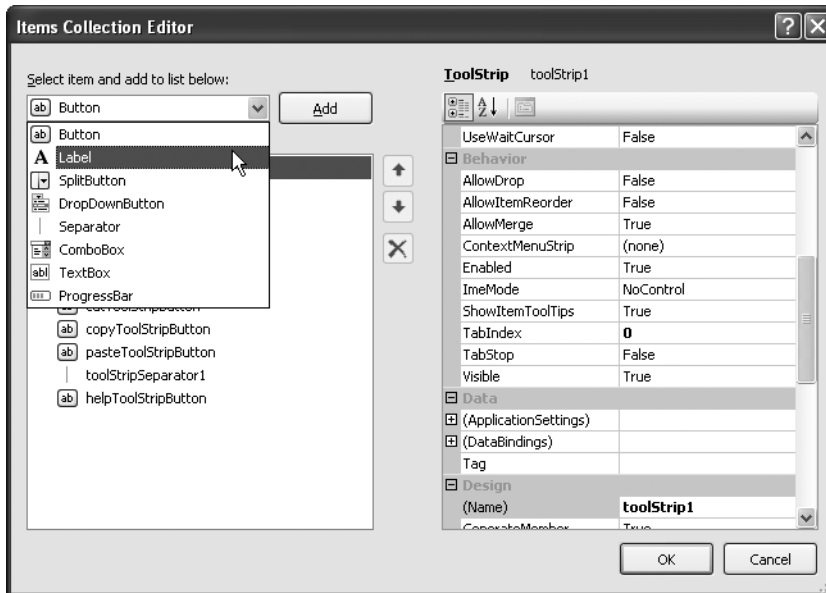 Items Collection Editor
Select item and add to list below:
Button
Add
Button
Label
SplitButton
DropDownButton
Separator
ComboBox
TextBox
ProgressBar
copyToolStripButton
pasteToolStripButton
toolStripSeparator1
helpToolStripButton
ToolStrip toolStrip1
UseWaitCursor False
Behavior
AllowDrop False
AllowItemReorder False
AllowMerge True
ContextMenuStrip (none)
Enabled True
ImeMode NoControl
ShowItemToolTips True
TabIndex 0
TabStop False
Visible True
Data
(ApplicationSettings)
(DataBindings)
Tag
Design
(Name) toolStrip1
GenerateMember True
OK Cancel